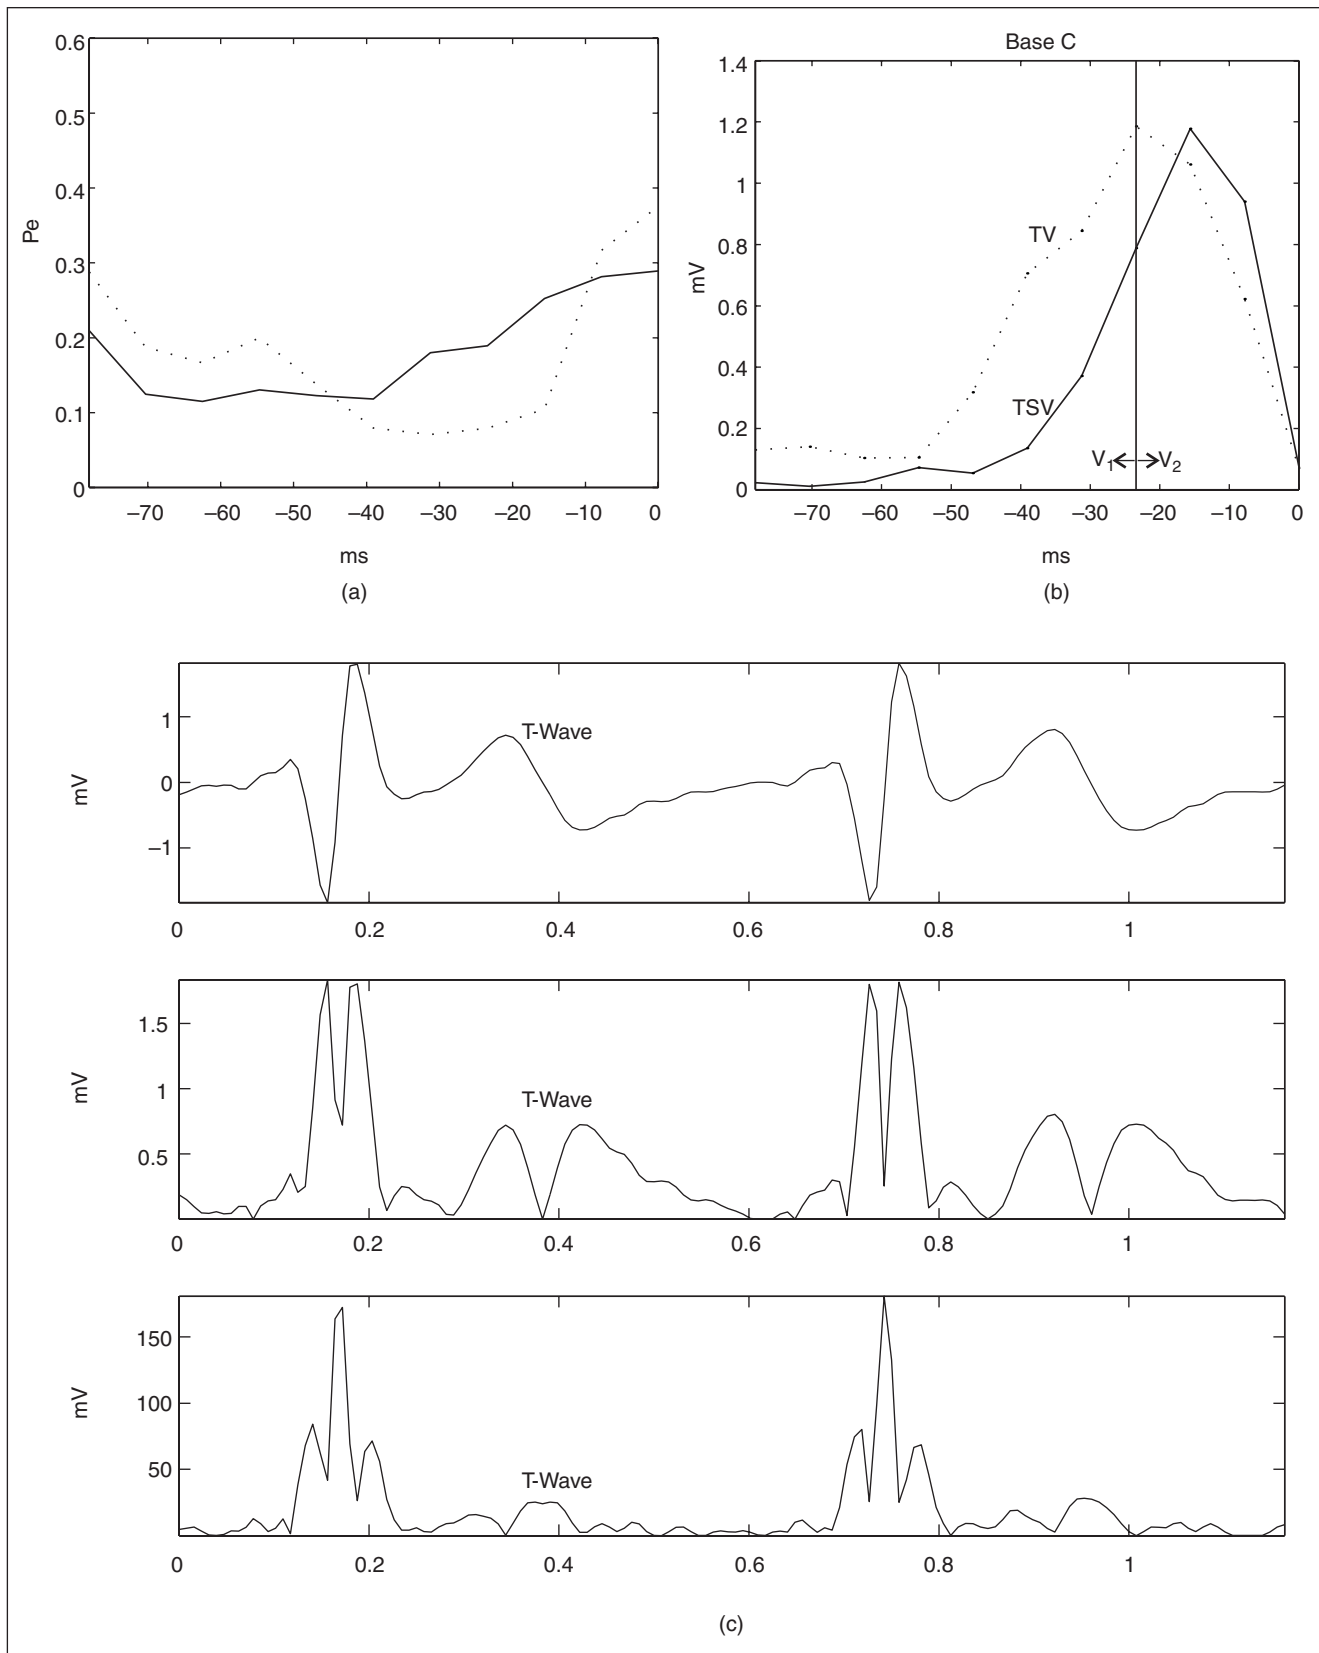 0.6
0.5
0.4
0.3
0.2
0.1
0
Pe
–70 –60 –50 –40 –30 –20 –10 0
ms
(a)
Base C
1.4
1.2
1
0.8
0.6
0.4
0.2
0
mV
TV
TSV
V1 V2
–70 –60 –50 –40 –30 –20 –10 0
ms
(b)
T-Wave
1
0
–1
mV
0 0.2 0.4 0.6 0.8 1
T-Wave
1.5
1
0.5
mV
0 0.2 0.4 0.6 0.8 1
150
100
50
mV
T-Wave
0 0.2 0.4 0.6 0.8 1
(c)